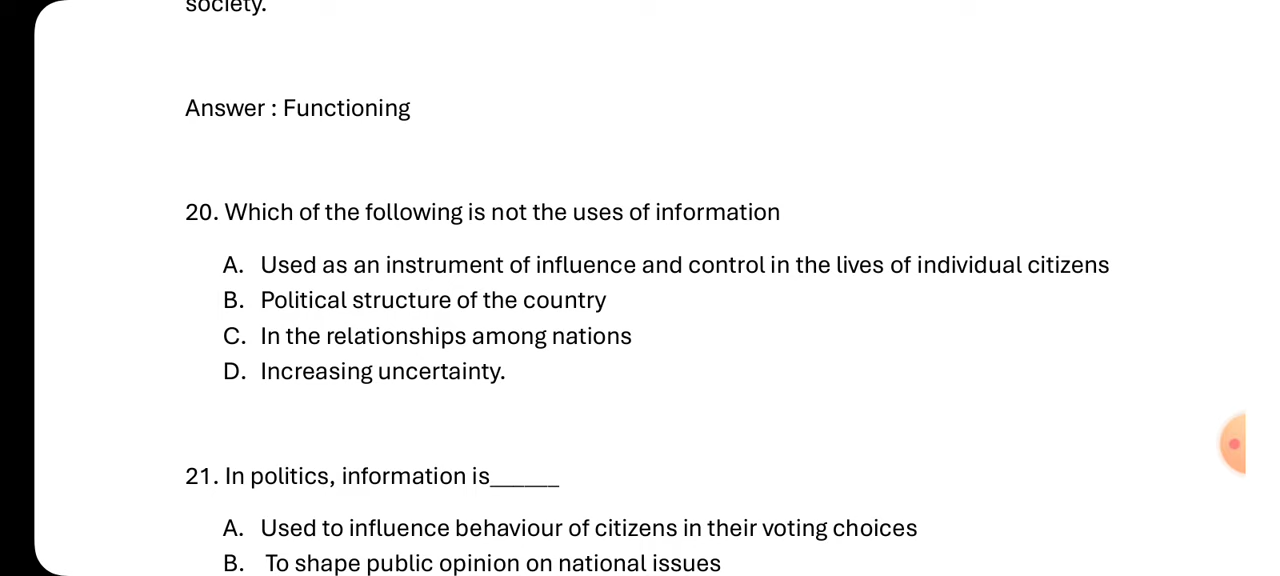 society.
Answer : Functioning
20. Which of the following is not the uses of information
A. Used as an instrument of influence and control in the lives of individual citizens
B. Political structure of the country
C. In the relationships among nations
D. Increasing uncertainty.
21. In politics, information is______
A. Used to influence behaviour of citizens in their voting choices
B. To shape public opinion on national issues